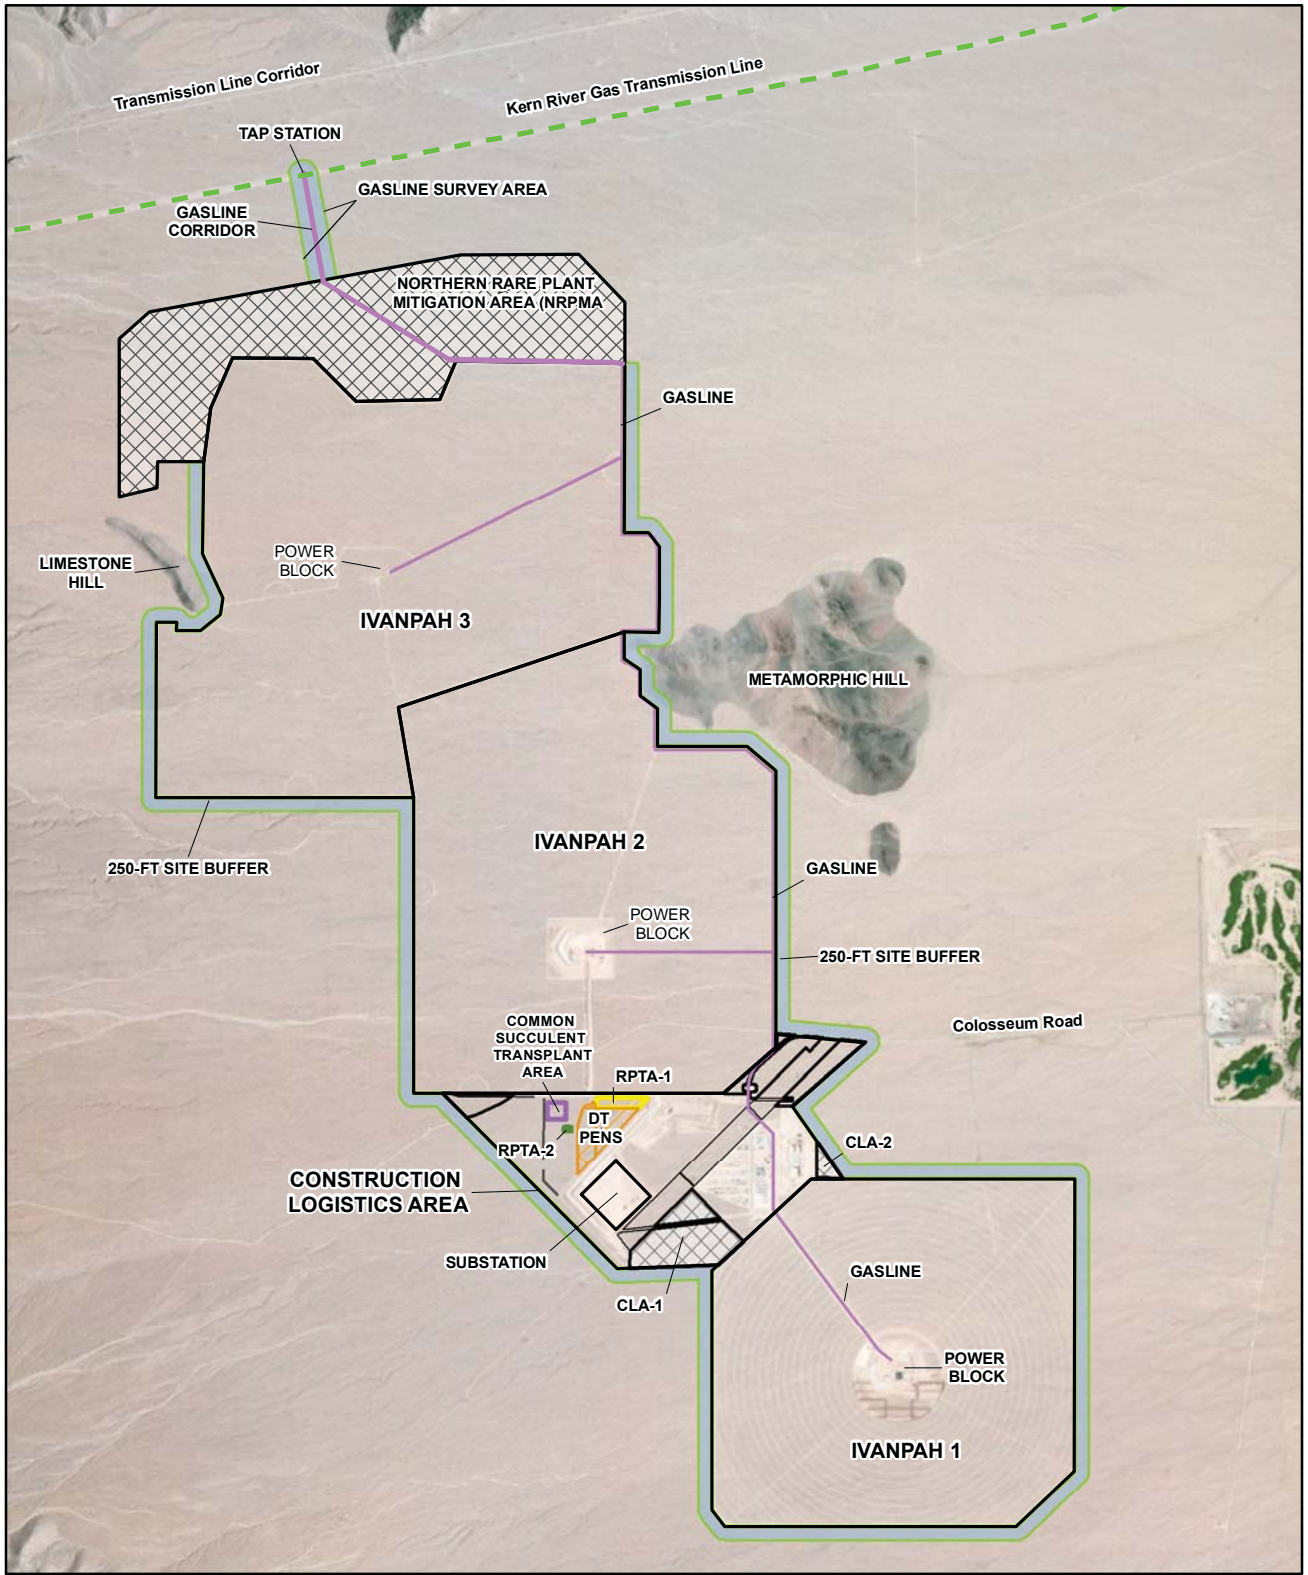 Transmission Line Corridor
Kern River Gas Transmission Line
TAP STATION
GASLINE SURVEY AREA
GASLINE
CORRIDOR
NORTHERN RARE PLANT
MITIGATION AREA (NRPMA
GASLINE
POWER
BLOCK
LIMESTONE
HILL
IVANPAH 3
METAMORPHIC HILL
IVANPAH 2
250-FT SITE BUFFER
GASLINE
POWER
BLOCK
250-FT SITE BUFFER
COMMON
SUCCULENT
TRANSPLANT
AREA
Colosseum Road
RPTA-1
DT
PENS
RPTA-2
CLA-2
CONSTRUCTION
LOGISTICS AREA
SUBSTATION
GASLINE
CLA-1
POWER
BLOCK
IVANPAH 1